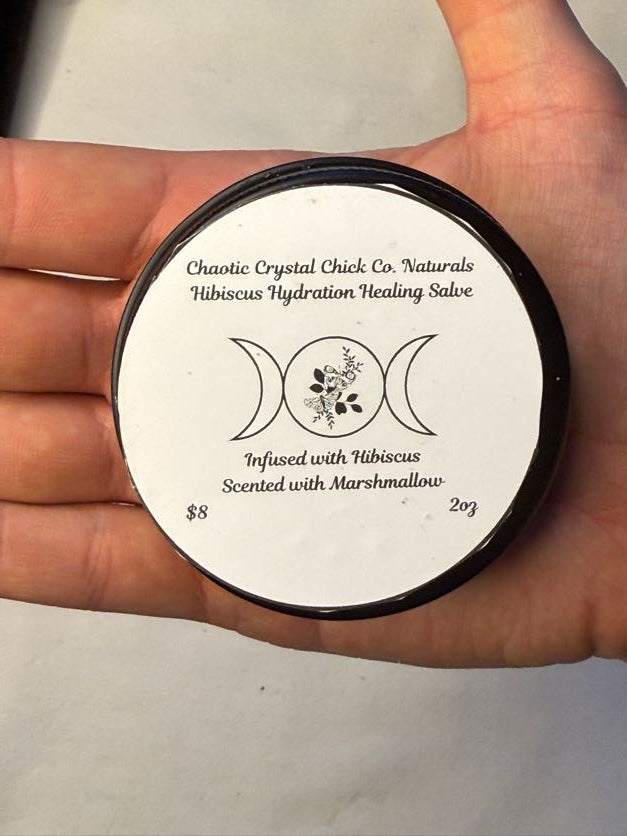 Chaotic Crystal Chick Co. Naturals
Hibiscus Hydration Healing Salve
Infused with Hibiscus
Scented with Marshmallow
$8 2oz